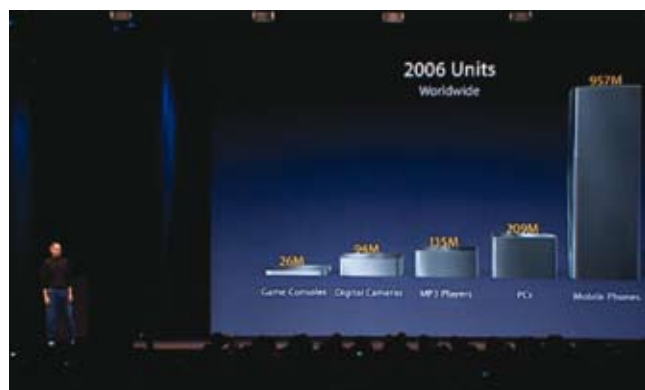 2006 Units
Worldwide
957M
209M
135M
94M
26M
Game Consoles
Digital Cameras
MP3 Players
PCs
Mobile Phones